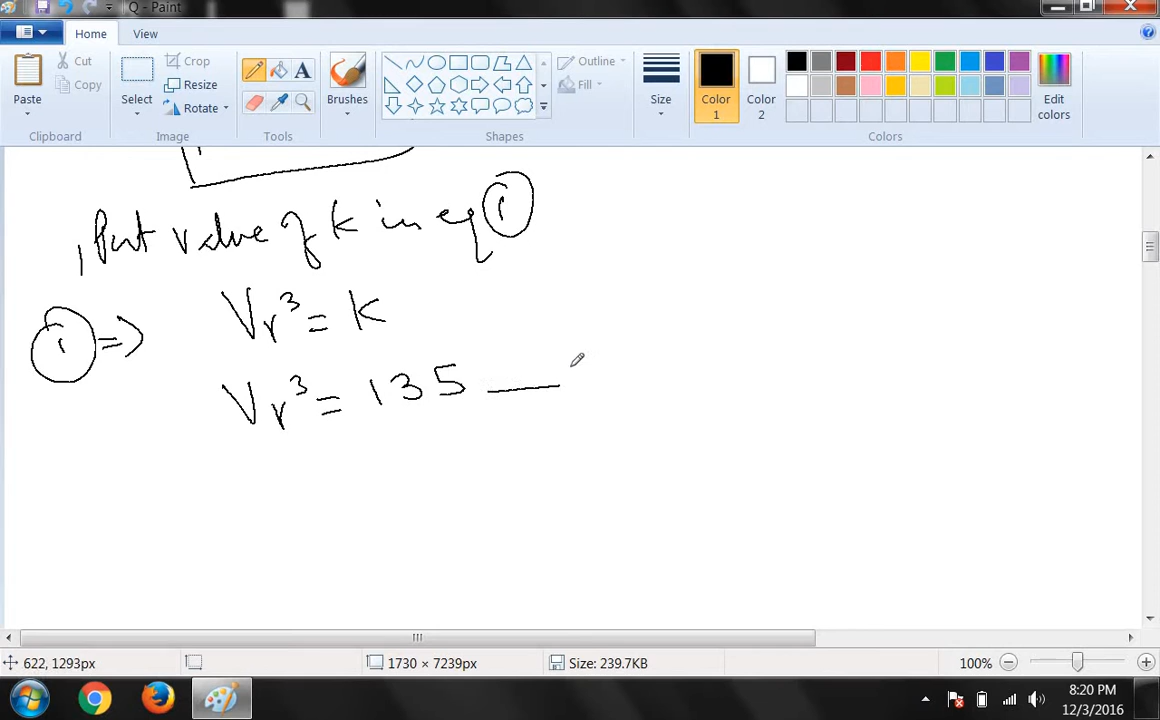 Q - Paint
Home View
Paste
Cut
Copy
Clipboard
Select
Crop
Resize
Rotate
Image
Tools
Brushes
Shapes
Outline
Fill
Size
Color 1
Color 2
Edit colors
Colors
, Put value of k in eq (i)
(i) => Vr³ = k
Vr³ = 135 —
622, 1293px
1730 × 7239px
Size: 239.7KB
100%
8:20 PM
12/3/2016